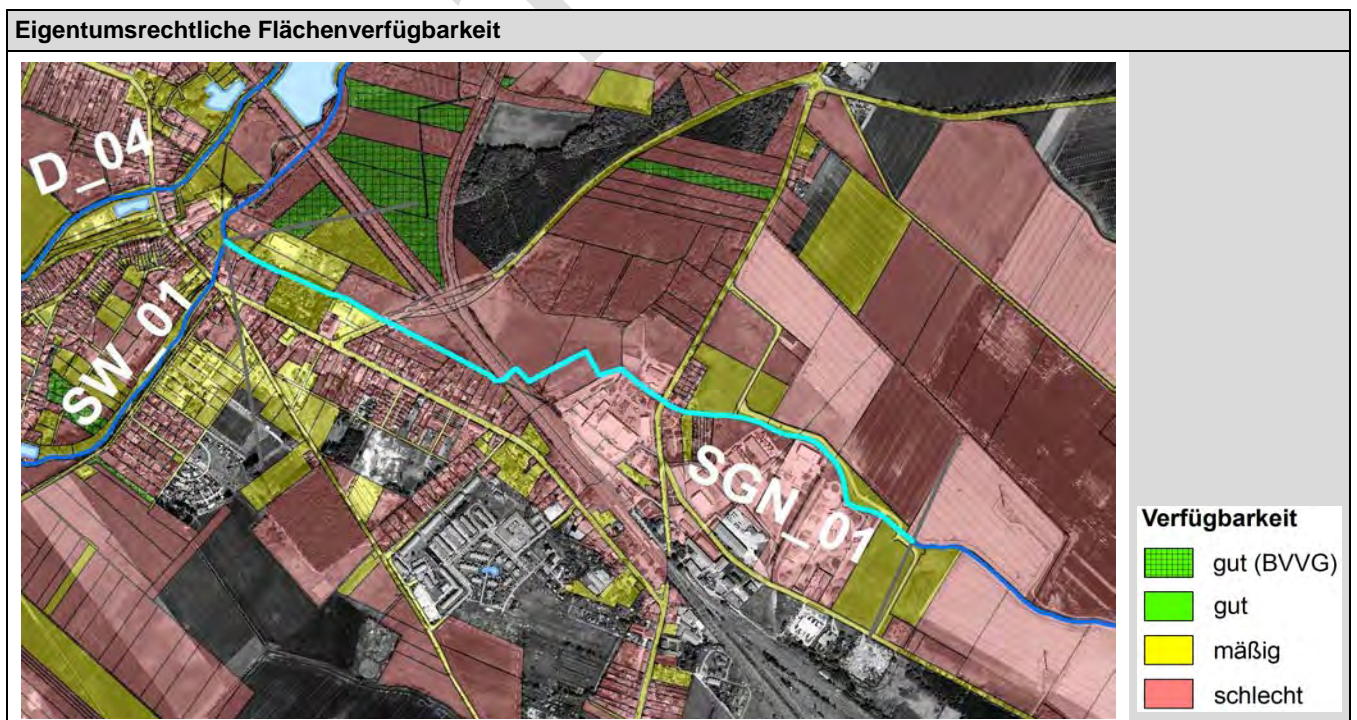 Eigentumsrechtliche Flächenverfügbarkeit
D_04
SW_01
SGN_01
Verfügbarkeit
gut (BVVG)
gut
mäßig
schlecht